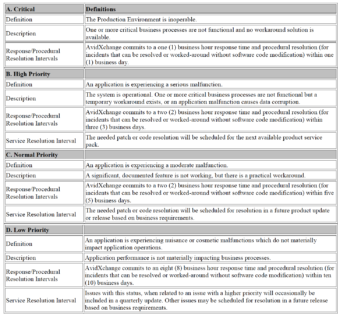 A. Critical
Definitions
Definition
The Production Environment is inoperable.
Description
One or more critical business processes are not functional and no workaround solution is
available.
Response/Procedural
Resolution Intervals
AvidXchange commits to a one (1) business hour response time and procedural resolution (for
incidents that can be resolved or worked-around without software code modification) within one
(1) business day.
B. High Priority
Definition
An application is experiencing a serious malfunction.
Description
The system is operational. One or more critical business processes are not functional but a
temporary workaround exists, or an application malfunction causes data corruption.
Response/Procedural
Resolution Intervals
AvidXchange commits to a two (2) business hour response time and procedural resolution (for
incidents that can be resolved or worked-around without software code modification) within
three (3) business days.
Service Resolution Interval
The needed patch or code resolution will be scheduled for the next available product service
pack.
C. Normal Priority
Definition
An application is experiencing a moderate malfunction.
Description
A significant, documented feature is not working, but there is a practical workaround.
Response/Procedural
Resolution Intervals
AvidXchange commits to a two (2) business hour response time and procedural resolution (for
incidents that can be resolved or worked-around without software code modification) within five
(5) business days.
Service Resolution Interval
The needed patch or code resolution will be scheduled for resolution in a future product update
or release based on business requirements.
D. Low Priority
Definition
An application is experiencing nuisance or cosmetic malfunctions which do not materially
impact application operations.
Description
Application performance is not materially impacting business processes.
Response/Procedural
Resolution Intervals
AvidXchange commits to an eight (8) business hour response time and procedural resolution (for
incidents that can be resolved or worked-around without software code modification) within ten
(10) business days.
Service Resolution Interval
Issues with this status, when related to an issue with a higher priority will occasionally be
included in a quarterly update. Other issues may be scheduled for resolution in a future release
based on business requirements.